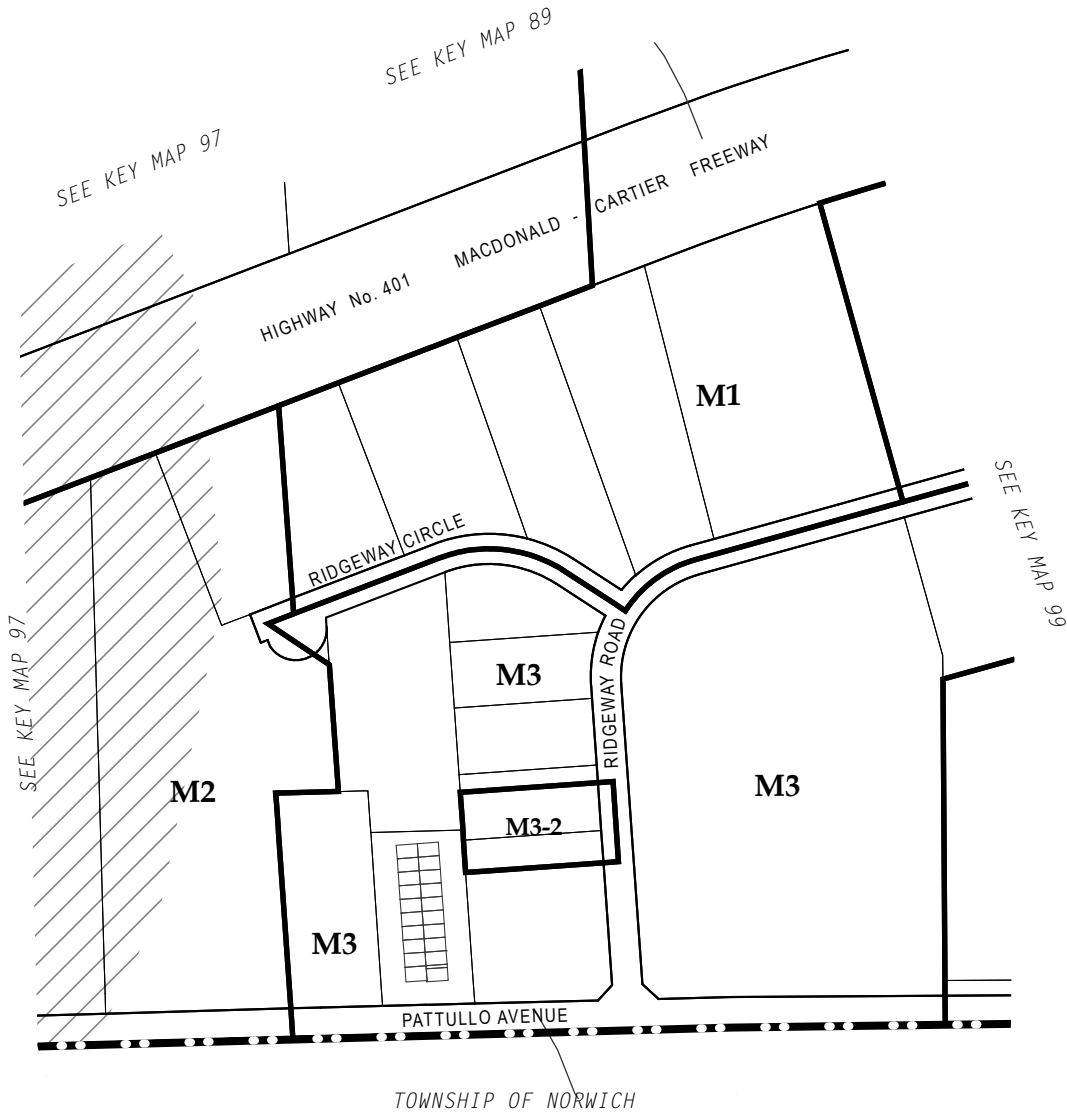 SEE KEY MAP 89
SEE KEY MAP 97
HIGHWAY No. 401 MACDONALD - CARTIER FREEWAY
M1
RIDGEWAY CIRCLE
SEE KEY MAP 99
SEE KEY MAP 97
RIDGEWAY ROAD
M3
M2
M3
M3-2
M3
PATTULLO AVENUE
TOWNSHIP OF NORWICH